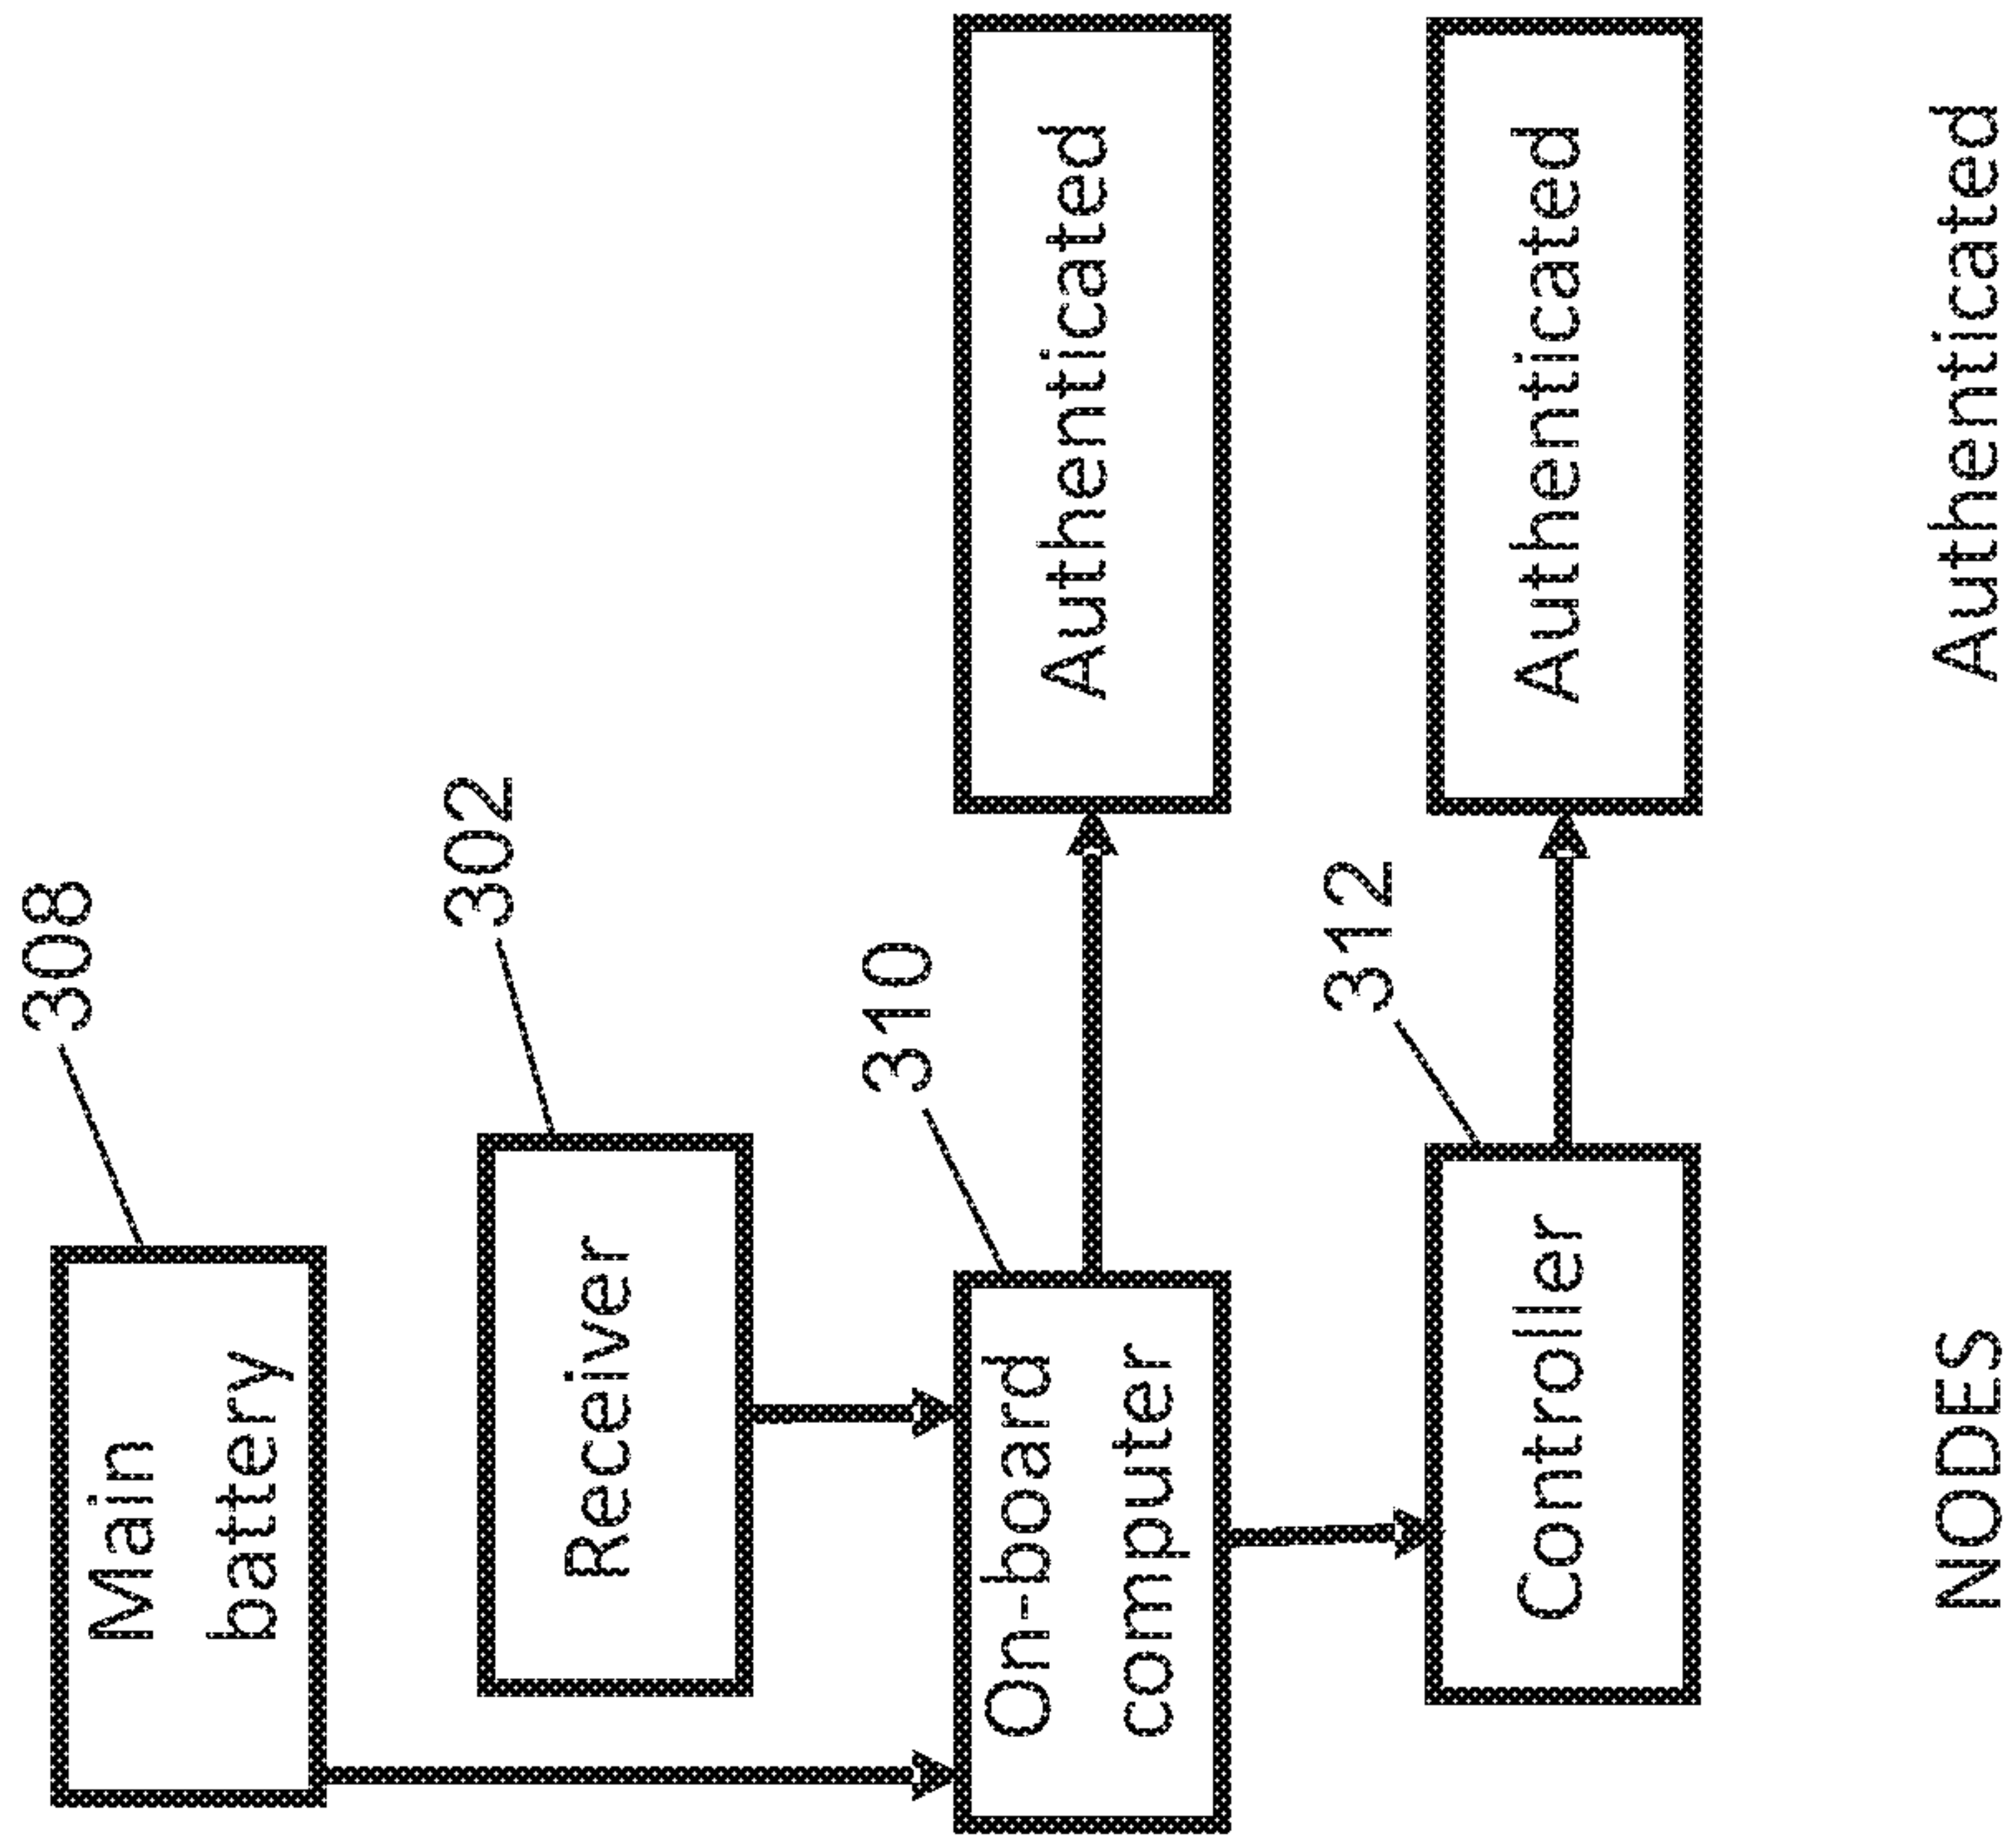 308
Main
battery
302
Receiver
310
On-board
computer
Authenticated
312
Controller
Authenticated
NODES
Authenticated